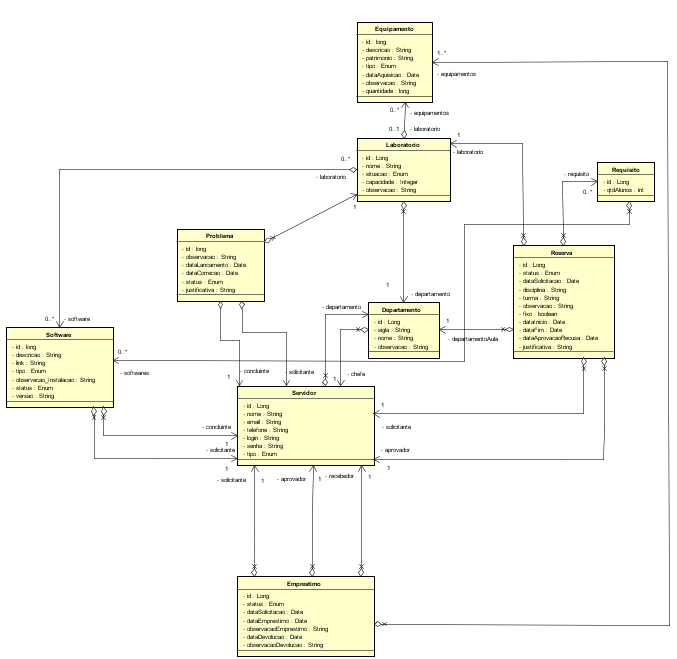 Equipamento
- id : long
- descricao : String
- patrimonio : String
- tipo : Enum
- dataAquisicao : Date
- observacao : String
- quantidade : long
1..*
- equipamentos
0..*
- equipamentos
0..1
- laboratorio
Laboratorio
- id : Long
- nome : String
- situacao : Enum
- capacidade : Integer
- observacao : String
1
- laboratorio
0..*
- laboratorio
1
Requisito
- id : Long
- qtdAlunos : int
- requisito
0..*
Problema
- id : long
- observacao : String
- dataLancamento : Date
- dataCorrecao : Date
- status : Enum
- justificativa : String
Reserva
- id : Long
- status : Enum
- dataSolicitacao : Date
- disciplina : String
- turma : String
- observacao : String
- fixo : boolean
- dataInicio : Date
- dataFim : Date
- dataAprovacaoRecusa : Date
- justificativa : String
1
- departamento
Departamento
- id : Long
- sigla : String
- nome : String
- observacao : String
- departamento
1
- departamentoAula
0..*
- software
Software
- id : long
- descricao : String
- link : String
- tipo : Enum
- observacao_Instalacao : String
- status : Enum
- versao : String
0..*
- softwares
- concluinte
1
- solicitante
1
- chefe
Servidor
- id : Long
- nome : String
- email : String
- telefone : String
- login : String
- senha : String
- tipo : Enum
- concluinte
1
- solicitante
1
1
- solicitante
- aprovador
1
- solicitante
1
- aprovador
1
- recebedor
1
Emprestimo
- id : Long
- status : Enum
- dataSolicitacao : Date
- dataEmprestimo : Date
- observacaoEmprestimo : String
- dataDevolucao : Date
- observacaoDevolucao : String